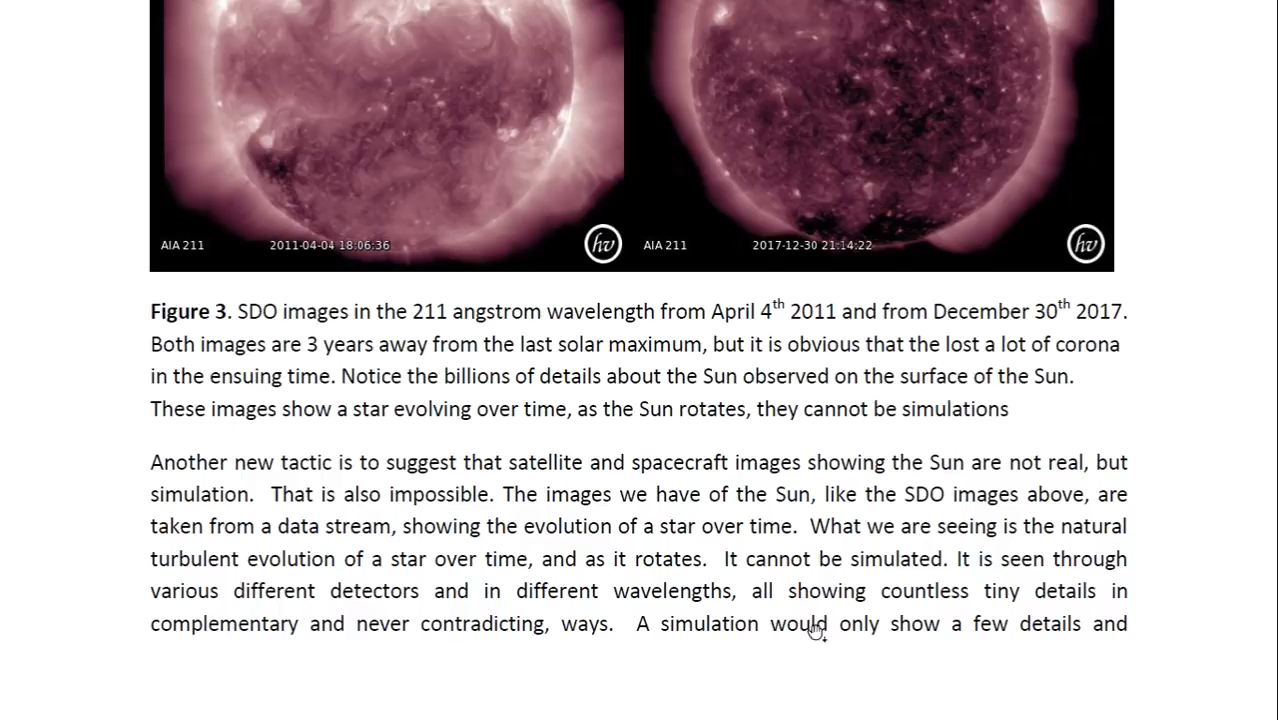 AIA 211 2011-04-04 18:06:36 hv AIA 211 2017-12-30 21:14:22 hv
Figure 3. SDO images in the 211 angstrom wavelength from April 4th 2011 and from December 30th 2017.
Both images are 3 years away from the last solar maximum, but it is obvious that the lost a lot of corona
in the ensuing time. Notice the billions of details about the Sun observed on the surface of the Sun.
These images show a star evolving over time, as the Sun rotates, they cannot be simulations
Another new tactic is to suggest that satellite and spacecraft images showing the Sun are not real, but
simulation. That is also impossible. The images we have of the Sun, like the SDO images above, are
taken from a data stream, showing the evolution of a star over time. What we are seeing is the natural
turbulent evolution of a star over time, and as it rotates. It cannot be simulated. It is seen through
various different detectors and in different wavelengths, all showing countless tiny details in
complementary and never contradicting, ways. A simulation would only show a few details and